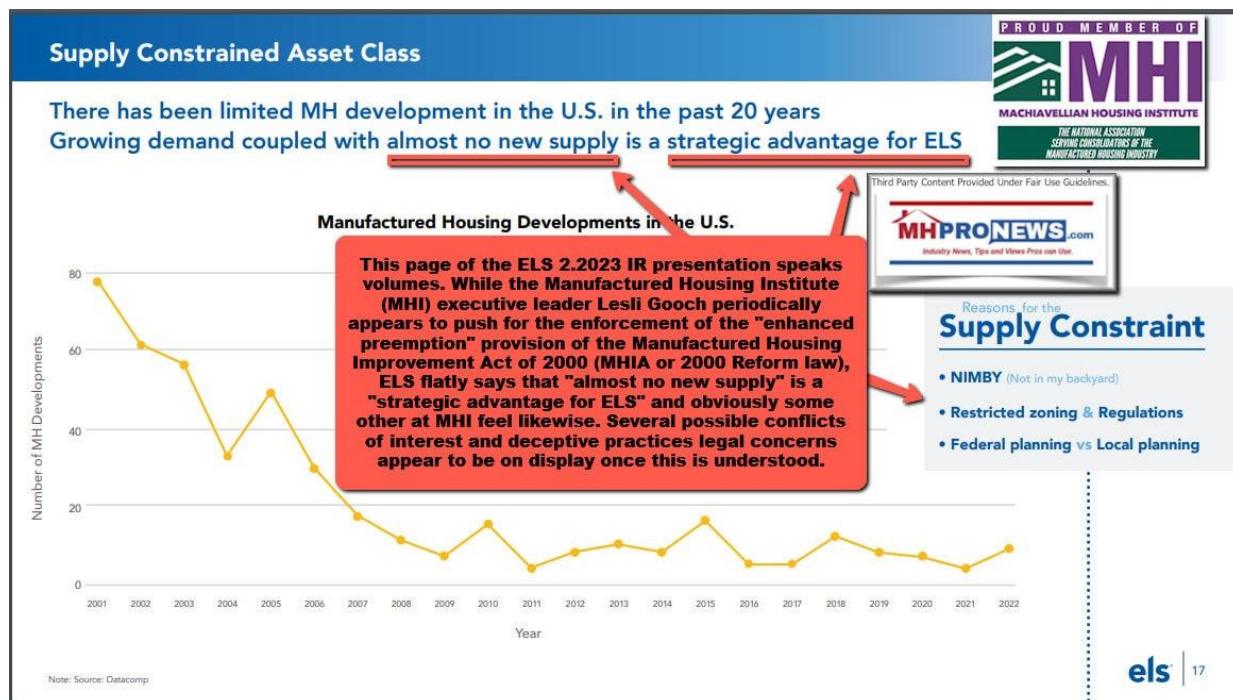 Supply Constrained Asset Class
PROUD MEMBER OF
MHI
MACHIAVELLIAN HOUSING INSTITUTE
THE NATIONAL ASSOCIATION
SERVING CONSOLIDATORS OF THE
MANUFACTURED HOUSING INDUSTRY
There has been limited MH development in the U.S. in the past 20 years
Growing demand coupled with almost no new supply is a strategic advantage for ELS
Third Party Content Provided Under Fair Use Guidelines.
MHPRONEWS.com
Industry News, Tips and Views Pros can Use.
Manufactured Housing Developments in the U.S.
This page of the ELS 2.2023 IR presentation speaks
volumes. While the Manufactured Housing Institute
(MHI) executive leader Lesli Gooch periodically
appears to push for the enforcement of the "enhanced
preemption" provision of the Manufactured Housing
Improvement Act of 2000 (MHIA or 2000 Reform law),
ELS flatly says that "almost no new supply" is a
"strategic advantage for ELS" and obviously some
other at MHI feel likewise. Several possible conflicts
of interest and deceptive practices legal concerns
appear to be on display once this is understood.
Reasons for the
Supply Constraint
• NIMBY (Not in my backyard)
• Restricted zoning & Regulations
• Federal planning vs Local planning
Number of MH Developments
80
60
40
20
0
2001 2002 2003 2004 2005 2006 2007 2008 2009 2010 2011 2012 2013 2014 2015 2016 2017 2018 2019 2020 2021 2022
Year
Note: Source: Datacomp
els 17